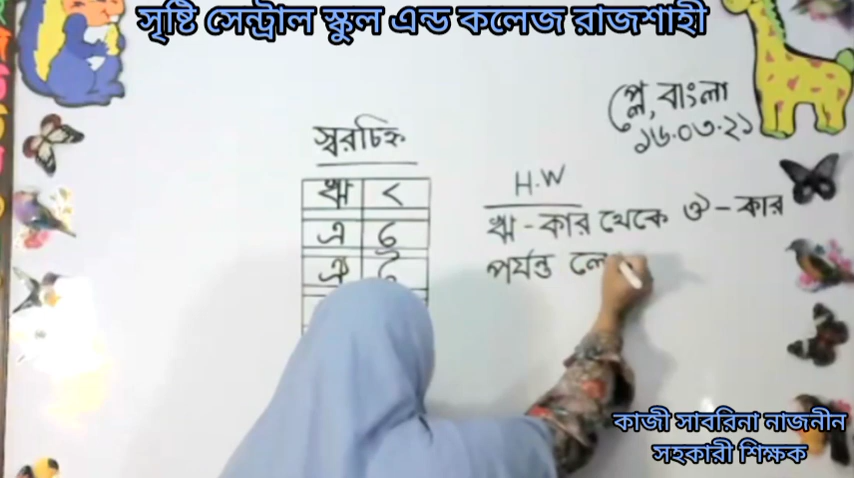 সৃষ্টি সেন্ট্রাল স্কুল এন্ড কলেজ রাজশাহী
প্লে, বাংলা
১৬.০৩.২১
স্বরচিহ্ন
ঋ ৃ
এ ে
ঐ ৈ
H.W
ঋ - কার থেকে ঔ - কার
পর্যন্ত লে
কাজী সাবরিনা নাজনীন
সহকারী শিক্ষক